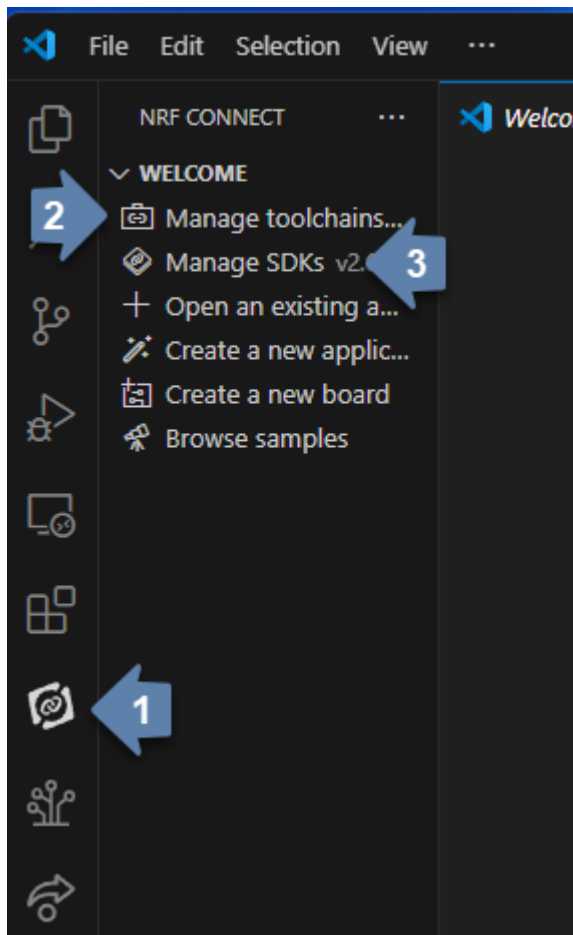 File Edit Selection View ...
NRF CONNECT ...
Welco
WELCOME
2
Manage toolchains...
Manage SDKs v2.
3
Open an existing a...
Create a new applic...
Create a new board
Browse samples
1